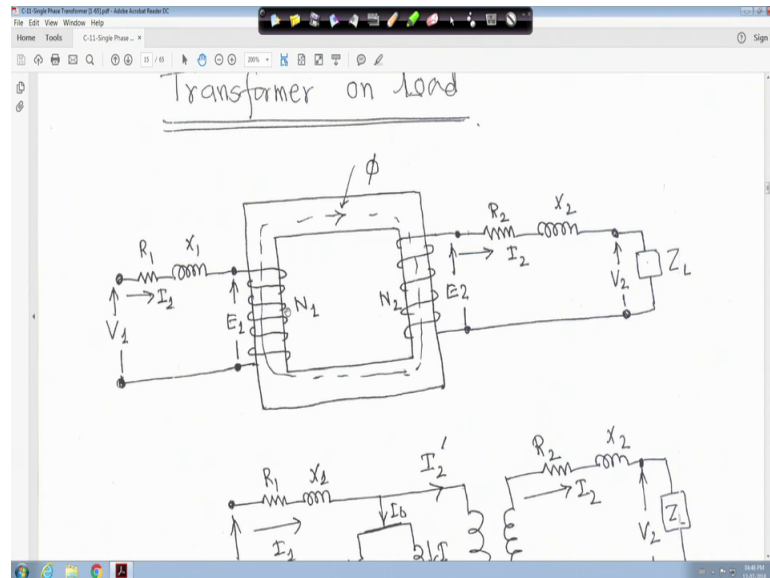 C-11-Single Phase Transformer [1-65].pdf - Adobe Acrobat Reader DC
File Edit View Window Help
Home Tools C-11-Single Phase ... ×
Sign
15 / 65
200%
Transformer on load
ϕ
R₁ X₁
I₁
V₁
E₁
N₁
N₂
E₂
R₂ X₂
I₂
V₂
Z_L
R₁ X₁
I₁
I₀
I₂'
R₂ X₂
I₂
V₂
Z_L